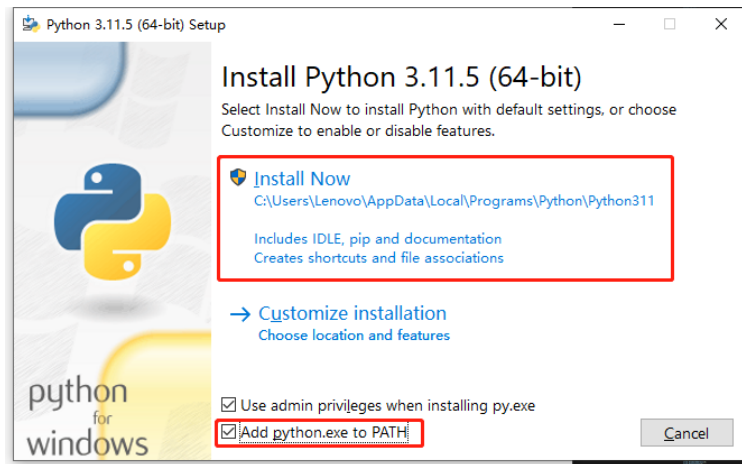 Python 3.11.5 (64-bit) Setup
Install Python 3.11.5 (64-bit)
Select Install Now to install Python with default settings, or choose
Customize to enable or disable features.
Install Now
C:\Users\Lenovo\AppData\Local\Programs\Python\Python311
Includes IDLE, pip and documentation
Creates shortcuts and file associations
Customize installation
Choose location and features
Use admin privileges when installing py.exe
Add python.exe to PATH
Cancel
python
for
windows